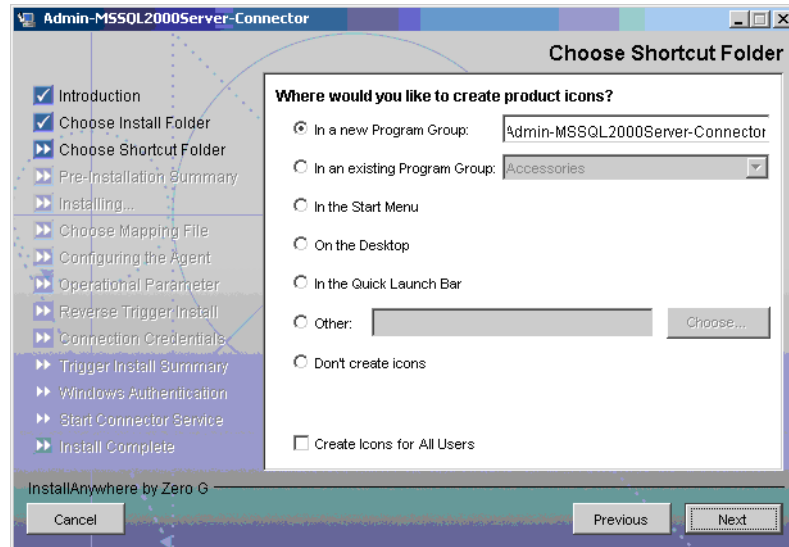 Admin-MSSQL2000Server-Connector
Choose Shortcut Folder
Introduction
Choose Install Folder
Choose Shortcut Folder
Pre-Installation Summary
Installing...
Choose Mapping File
Configuring the Agent
Operational Parameter
Reverse Trigger Install
Connection Credentials
Trigger Install Summary
Windows Authentication
Start Connector Service
Install Complete
Where would you like to create product icons?
In a new Program Group: Admin-MSSQL2000Server-Connector
In an existing Program Group: Accessories
In the Start Menu
On the Desktop
In the Quick Launch Bar
Other: Choose...
Don't create icons
Create Icons for All Users
InstallAnywhere by Zero G
Cancel Previous Next